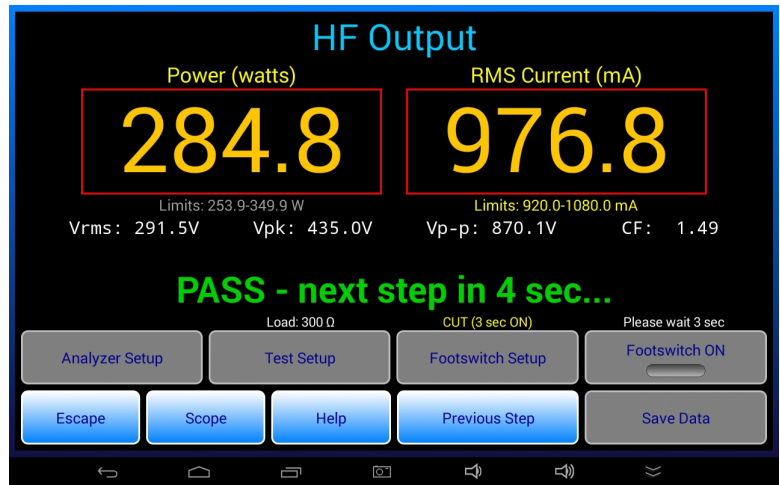 HF Output
Power (watts) RMS Current (mA)
284.8 976.8
Limits: 253.9-349.9 W Limits: 920.0-1080.0 mA
Vrms: 291.5V Vpk: 435.0V Vp-p: 870.1V CF: 1.49
PASS - next step in 4 sec...
Load: 300 Ω CUT (3 sec ON) Please wait 3 sec
Analyzer Setup Test Setup Footswitch Setup Footswitch ON
Escape Scope Help Previous Step Save Data